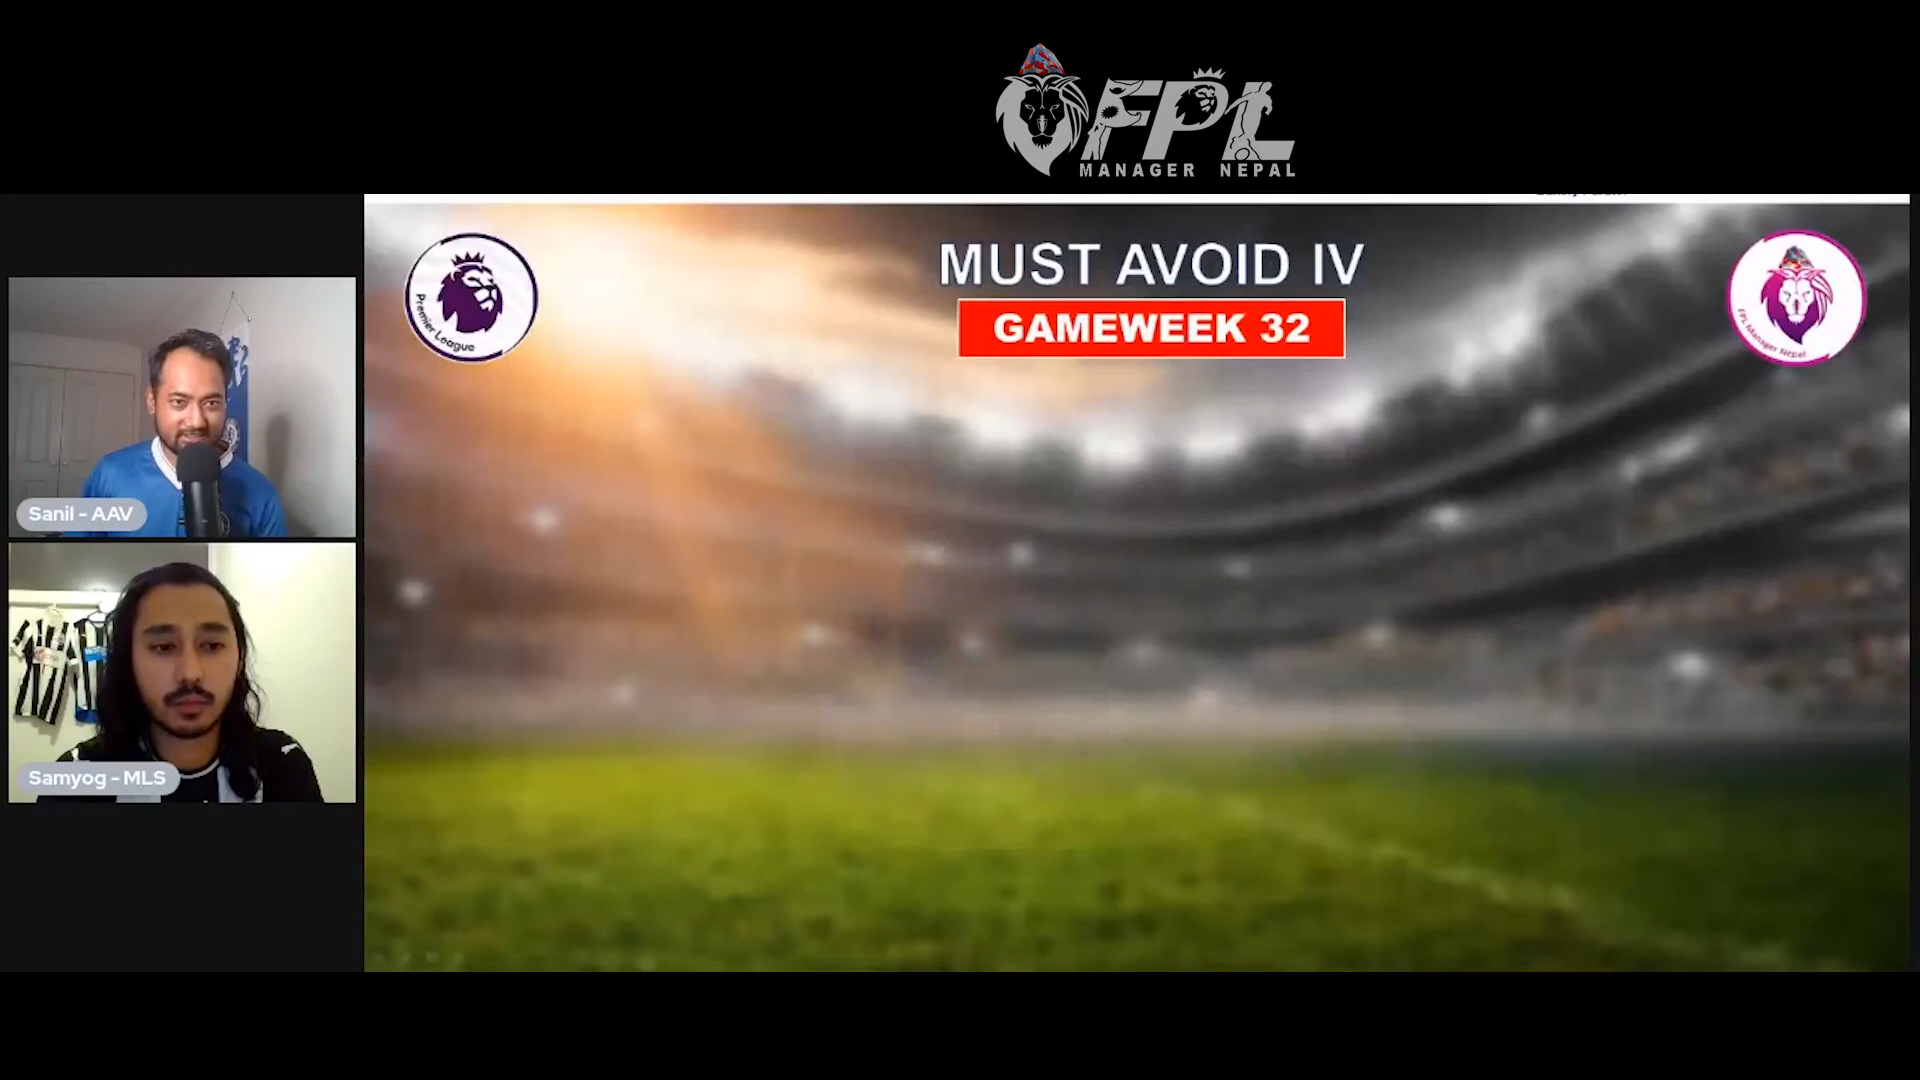 FPL
MANAGER NEPAL
MUST AVOID IV
GAMEWEEK 32
Premier League
FPL Manager Nepal
Sanil - AAV
Samyog - MLS